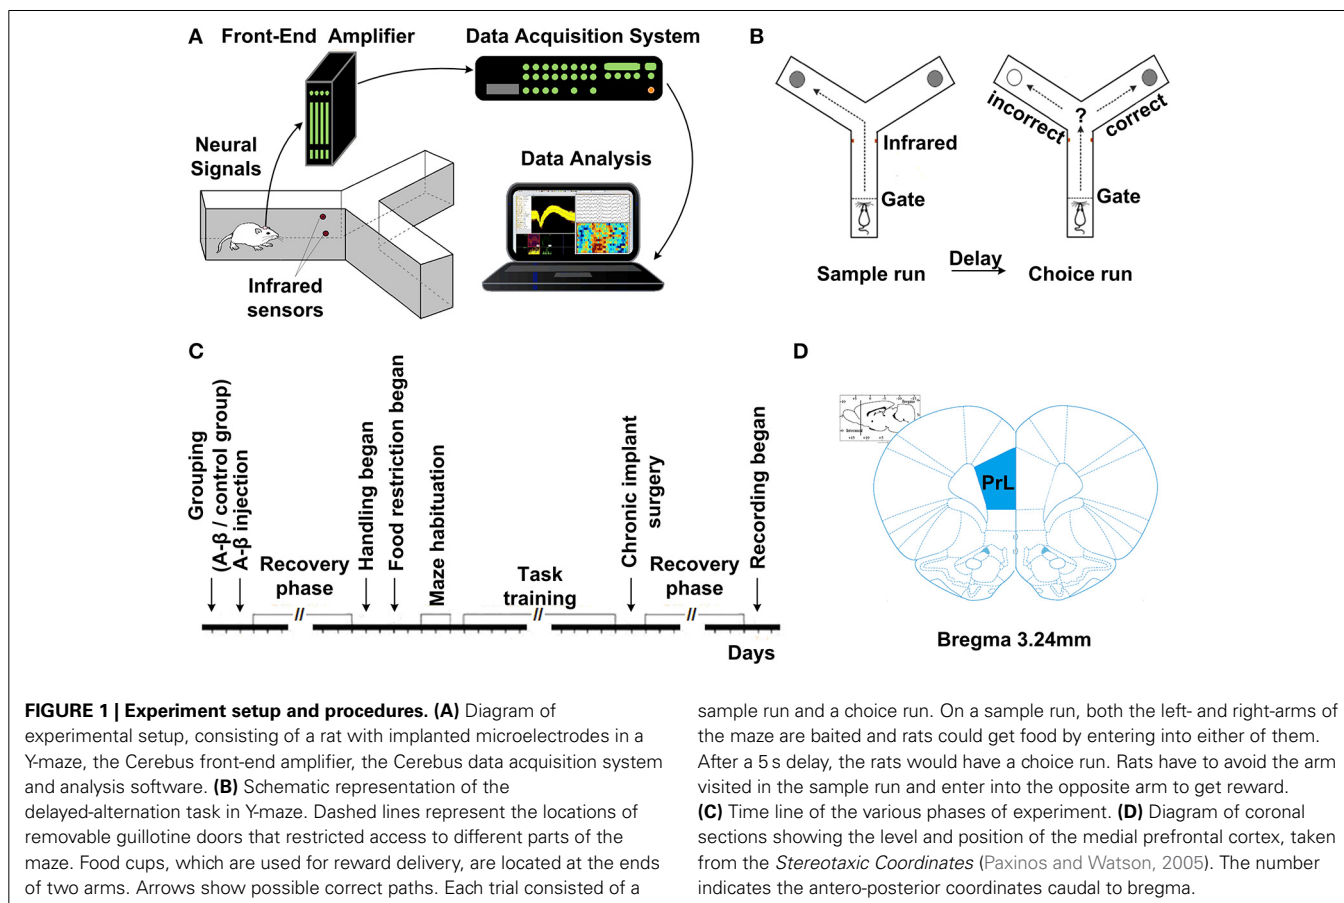 A
Front-End Amplifier
Data Acquisition System
Neural
Signals
Data Analysis
Infrared
sensors
B
incorrect
?
correct
Infrared
Gate
Gate
Sample run
Delay
Choice run
C
Grouping
(A-β / control group)
A-β injection
Recovery
phase
//
Handling began
Food restriction began
Maze habituation
Task
training
//
Chronic implant
surgery
Recovery
phase
//
Recording began
Days
D
PrL
Bregma 3.24mm
FIGURE 1 | Experiment setup and procedures. (A) Diagram of
experimental setup, consisting of a rat with implanted microelectrodes in a
Y-maze, the Cerebus front-end amplifier, the Cerebus data acquisition system
and analysis software. (B) Schematic representation of the
delayed-alternation task in Y-maze. Dashed lines represent the locations of
removable guillotine doors that restricted access to different parts of the
maze. Food cups, which are used for reward delivery, are located at the ends
of two arms. Arrows show possible correct paths. Each trial consisted of a
sample run and a choice run. On a sample run, both the left- and right-arms of
the maze are baited and rats could get food by entering into either of them.
After a 5 s delay, the rats would have a choice run. Rats have to avoid the arm
visited in the sample run and enter into the opposite arm to get reward.
(C) Time line of the various phases of experiment. (D) Diagram of coronal
sections showing the level and position of the medial prefrontal cortex, taken
from the Stereotaxic Coordinates (Paxinos and Watson, 2005). The number
indicates the antero-posterior coordinates caudal to bregma.